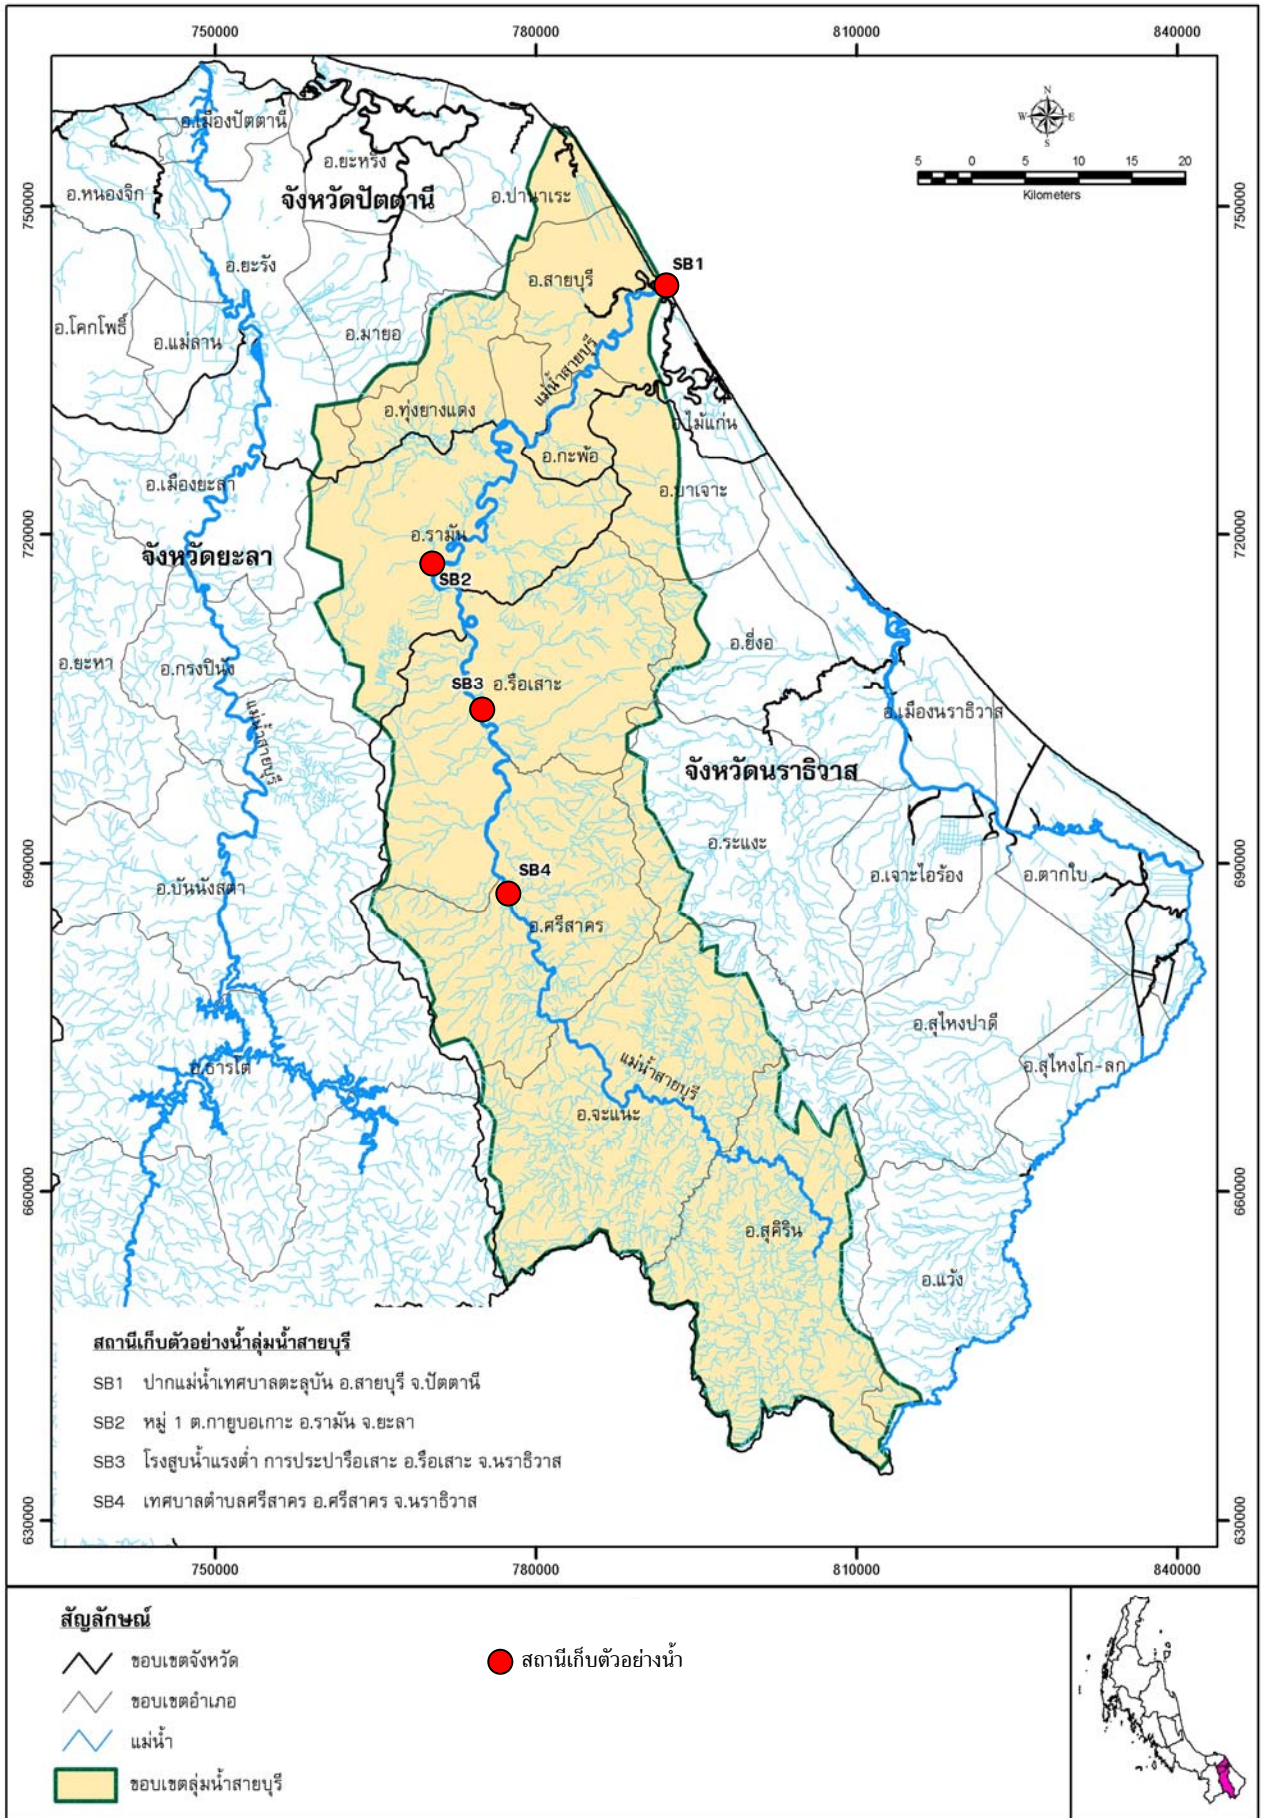 750000 780000 810000 840000
N
W E
S
5 0 5 10 15 20
Kilometers
750000 750000
720000 720000
690000 690000
660000 660000
630000 630000
อ.เมืองปัตตานี
อ.ยะหริ่ง
อ.หนองจิก
จังหวัดปัตตานี
อ.ปานาเระ
อ.ยะรัง
อ.สายบุรี
SB1
อ.โคกโพธิ์
อ.แม่ลาน
อ.มายอ
แม่น้ำสายบุรี
อ.ทุ่งยางแดง
อ.ไม้แก่น
อ.กะพ้อ
อ.เมืองยะลา
อ.บาเจาะ
อ.รามัน
จังหวัดยะลา
SB2
อ.ยี่งอ
อ.ยะหา
อ.กรงปินัง
SB3
อ.รือเสาะ
อ.เมืองนราธิวาส
แม่น้ำสายบุรี
จังหวัดนราธิวาส
อ.ระแงะ
SB4
อ.เจาะไอร้อง
อ.ตากใบ
อ.บันนังสตา
อ.ศรีสาคร
อ.สุไหงปาดี
อ.ธารโต
แม่น้ำสายบุรี
อ.สุไหงโก-ลก
อ.จะแนะ
อ.สุคิริน
อ.แว้ง
สถานีเก็บตัวอย่างน้ำลุ่มน้ำสายบุรี
SB1 ปากแม่น้ำเทศบาลตะลุบัน อ.สายบุรี จ.ปัตตานี
SB2 หมู่ 1 ต.กายูบอเกาะ อ.รามัน จ.ยะลา
SB3 โรงสูบน้ำแรงต่ำ การประปารือเสาะ อ.รือเสาะ จ.นราธิวาส
SB4 เทศบาลตำบลศรีสาคร อ.ศรีสาคร จ.นราธิวาส
750000 780000 810000 840000
สัญลักษณ์
ขอบเขตจังหวัด
สถานีเก็บตัวอย่างน้ำ
ขอบเขตอำเภอ
แม่น้ำ
ขอบเขตลุ่มน้ำสายบุรี